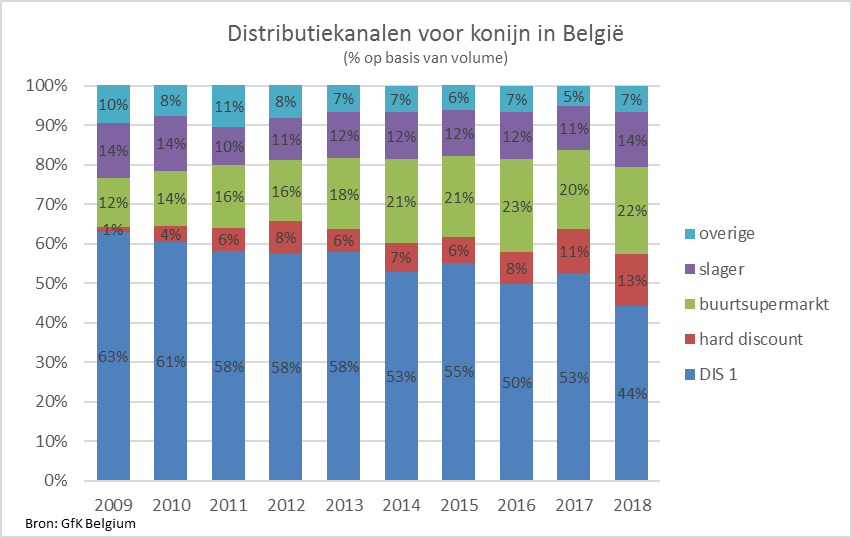 Distributiekanalen voor konijn in België
(% op basis van volume)
100%
90%
80%
70%
60%
50%
40%
30%
20%
10%
0%
10% 8% 11% 8% 7% 7% 6% 7% 5% 7%
14% 14% 10% 11% 12% 12% 12% 12% 11% 14%
12% 14% 16% 16% 18% 21% 21% 23% 20% 22%
1% 4% 6% 8% 6% 7% 6% 8% 11% 13%
63% 61% 58% 58% 58% 53% 55% 50% 53% 44%
2009 2010 2011 2012 2013 2014 2015 2016 2017 2018
overige
slager
buurtsupermarkt
hard discount
DIS 1
Bron: GfK Belgium